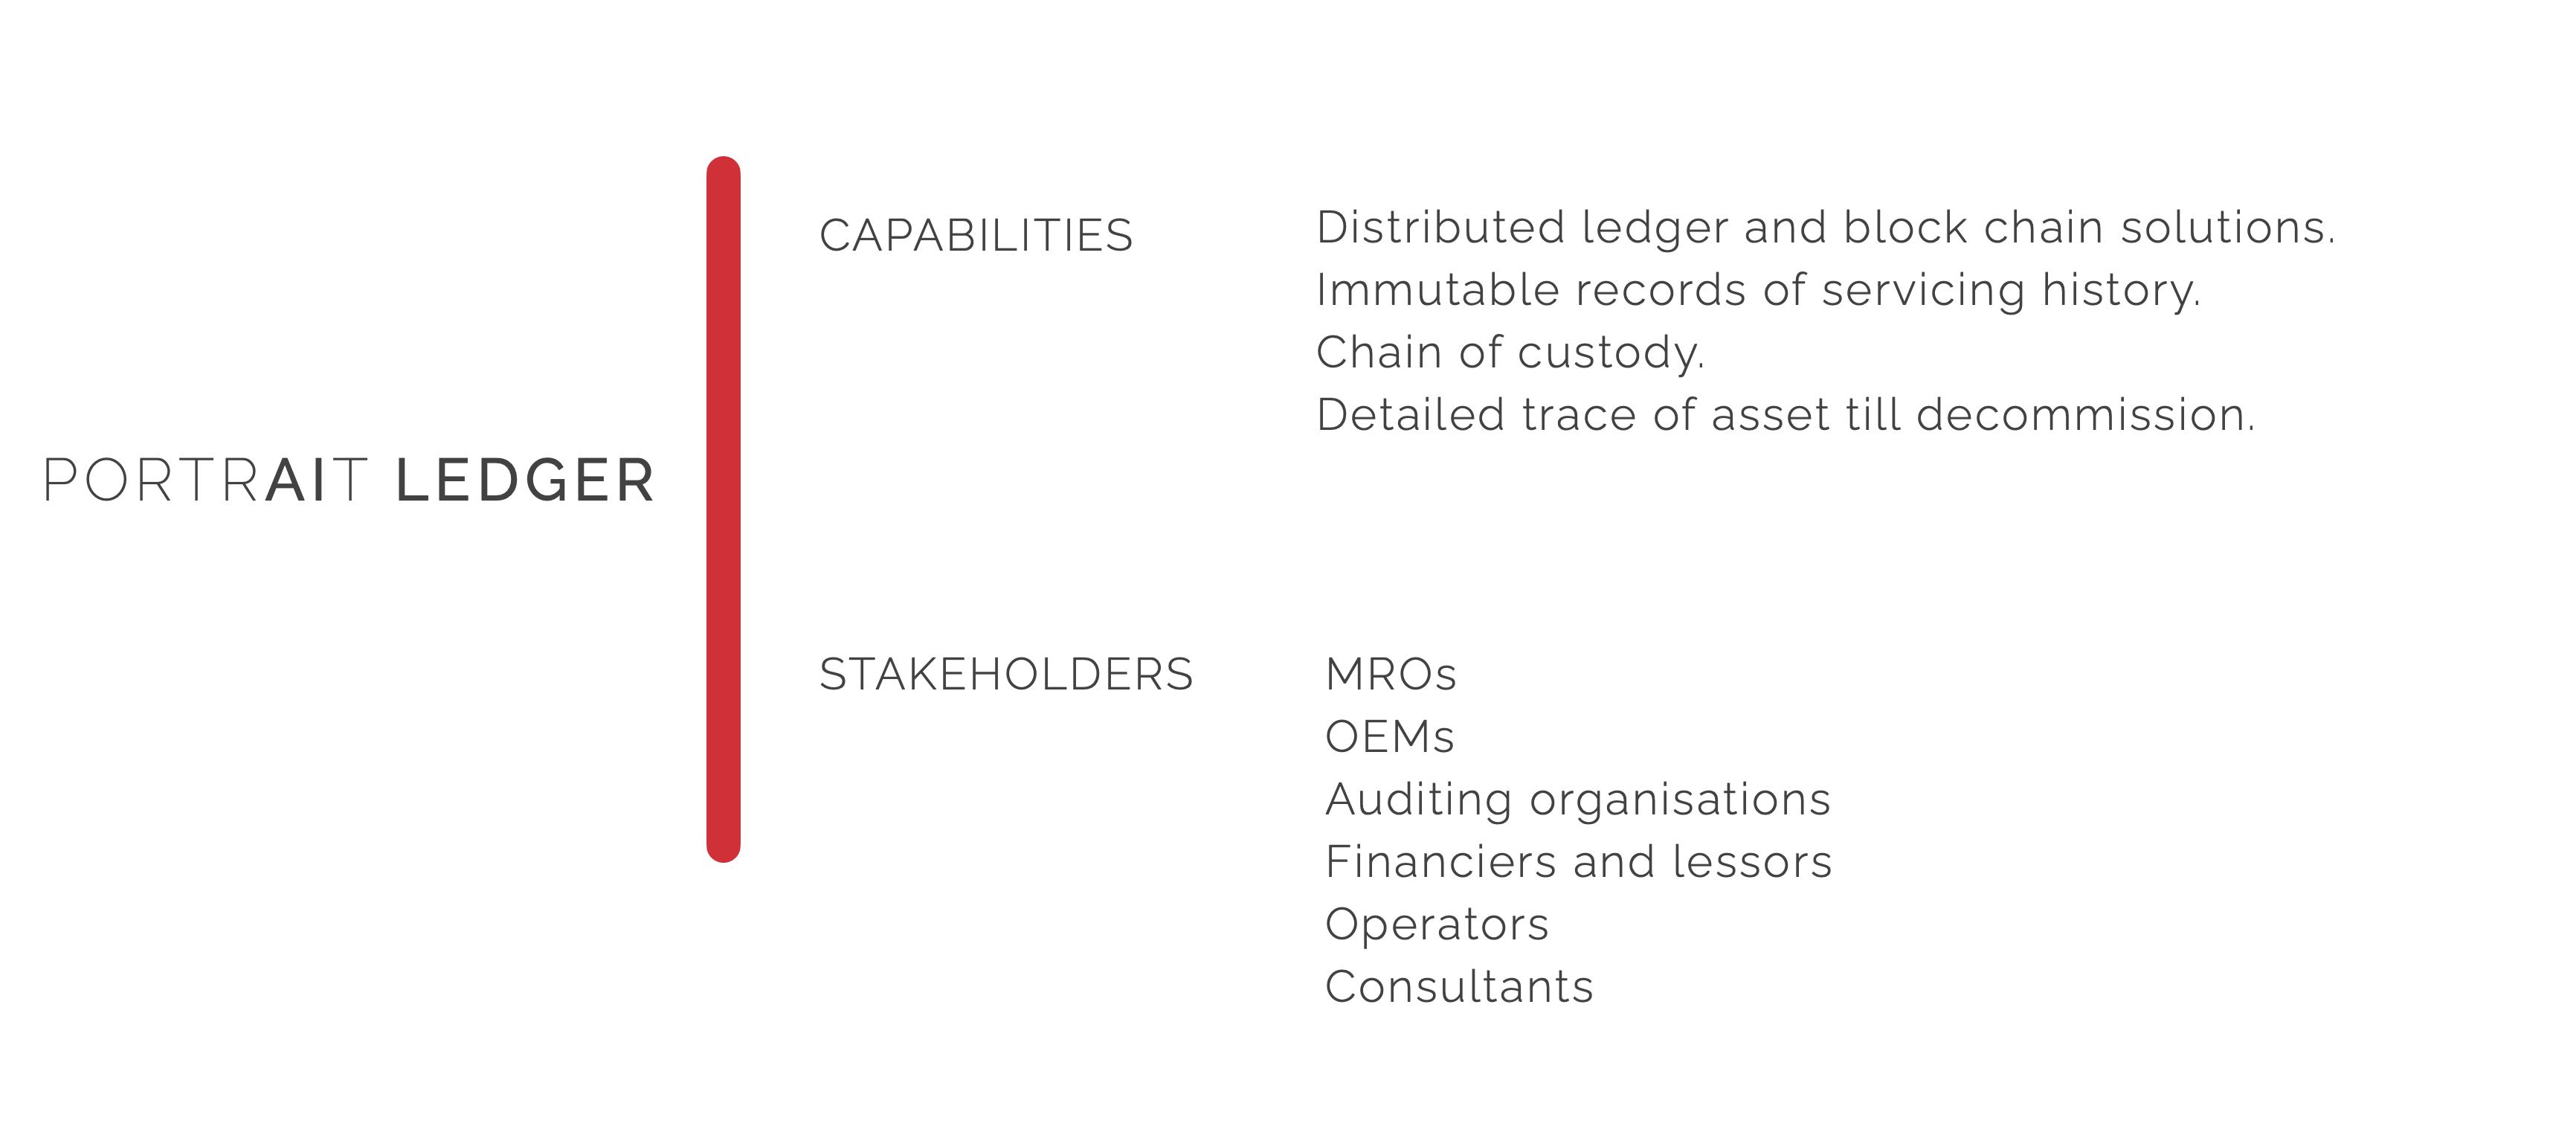 PORTRAIT LEDGER
CAPABILITIES
Distributed ledger and block chain solutions.
Immutable records of servicing history.
Chain of custody.
Detailed trace of asset till decommission.
STAKEHOLDERS
MROs
OEMs
Auditing organisations
Financiers and lessors
Operators
Consultants